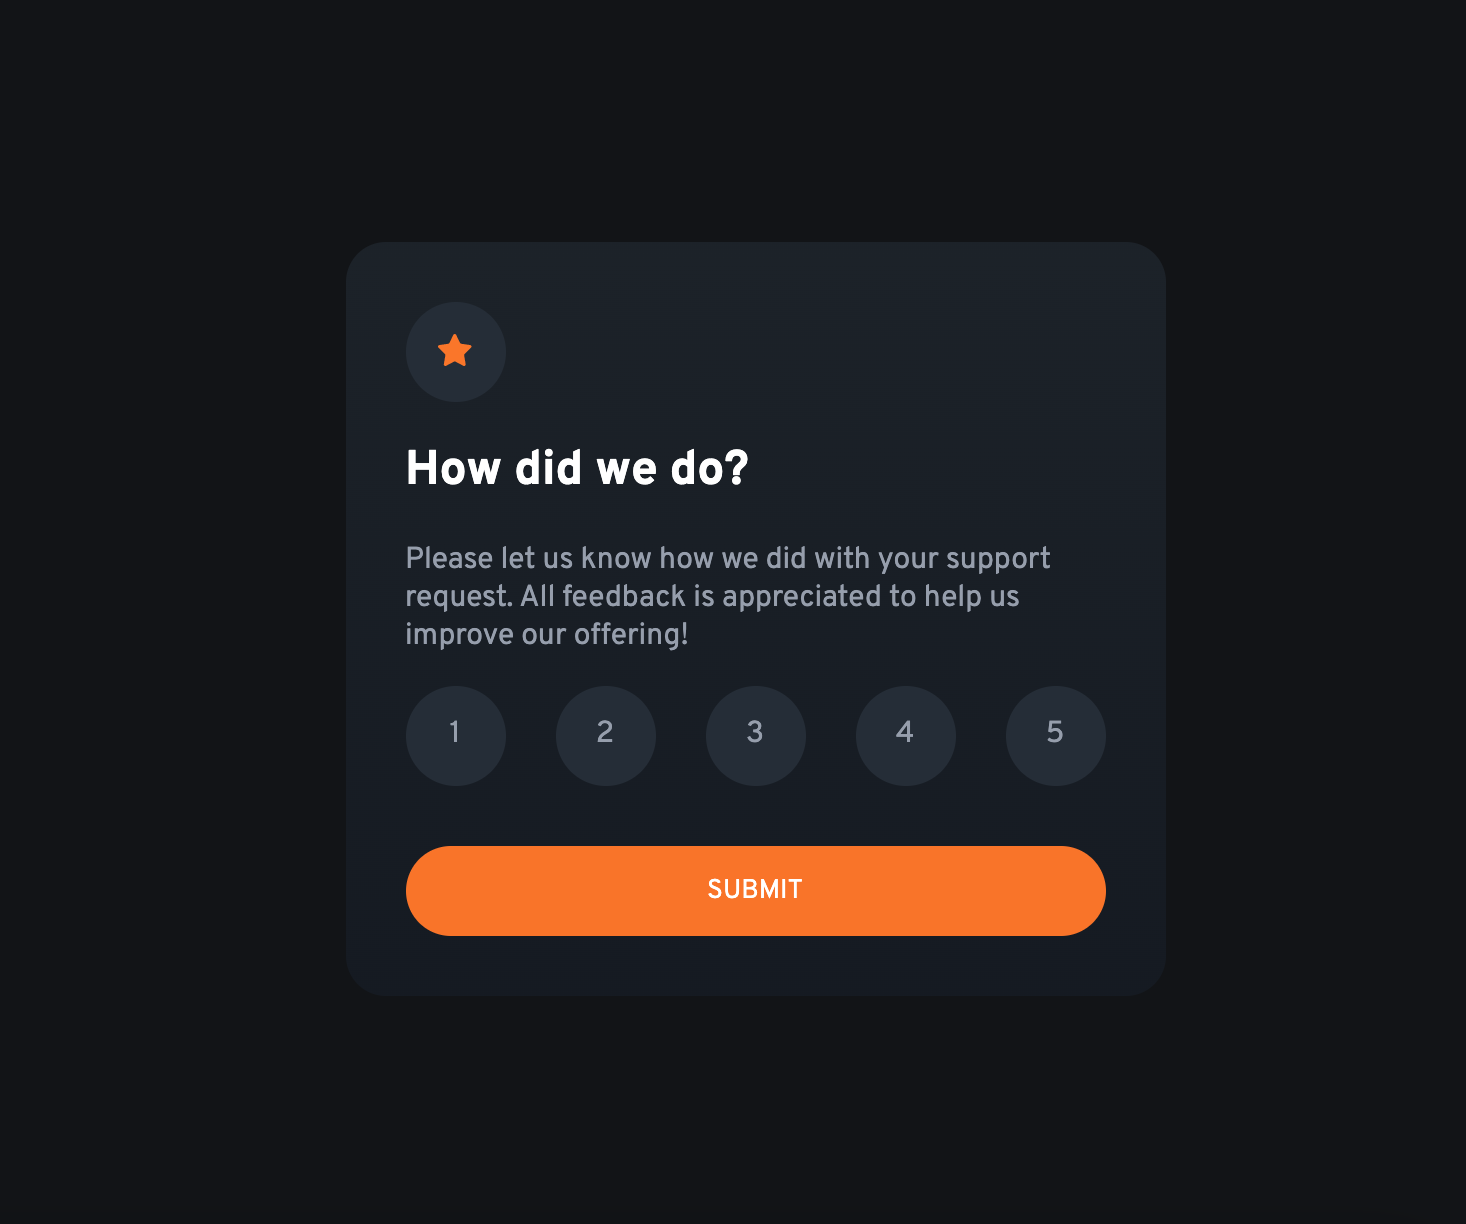 How did we do?
Please let us know how we did with your support
request. All feedback is appreciated to help us
improve our offering!
1 2 3 4 5
SUBMIT